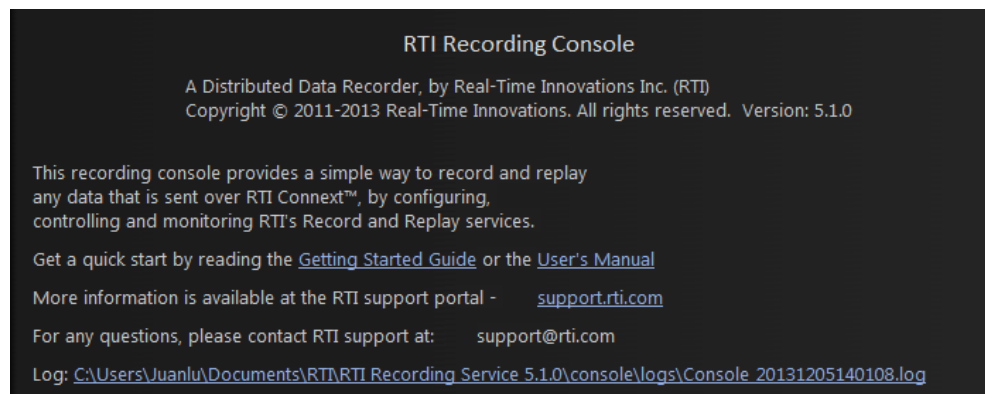 RTI Recording Console
A Distributed Data Recorder, by Real-Time Innovations Inc. (RTI)
Copyright © 2011-2013 Real-Time Innovations. All rights reserved.  Version: 5.1.0
This recording console provides a simple way to record and replay
any data that is sent over RTI Connext™, by configuring,
controlling and monitoring RTI's Record and Replay services.
Get a quick start by reading the Getting Started Guide or the User's Manual
More information is available at the RTI support portal - support.rti.com
For any questions, please contact RTI support at: support@rti.com
Log: C:\Users\Juanlu\Documents\RTI\RTI Recording Service 5.1.0\console\logs\Console_20131205140108.log